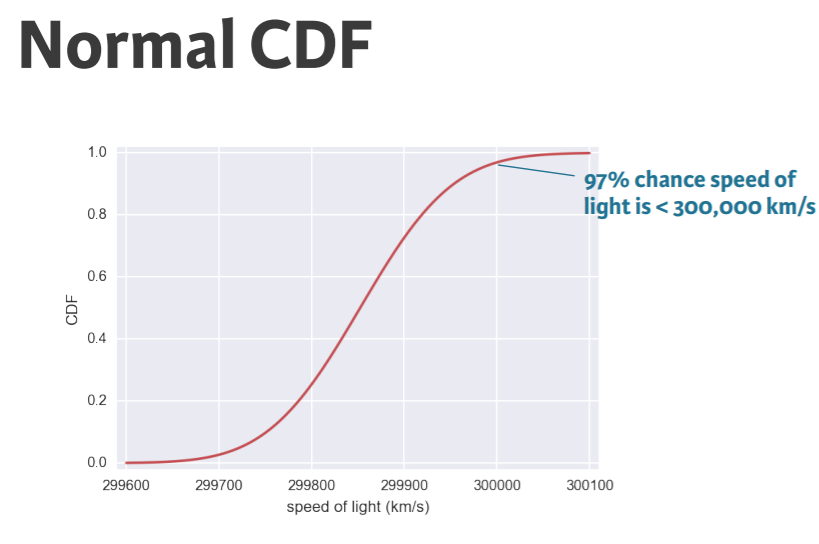 Normal CDF
1.0
97% chance speed of
light is < 300,000 km/s
0.8
0.6
CDF
0.4
0.2
0.0
299600 299700 299800 299900 300000 300100
speed of light (km/s)